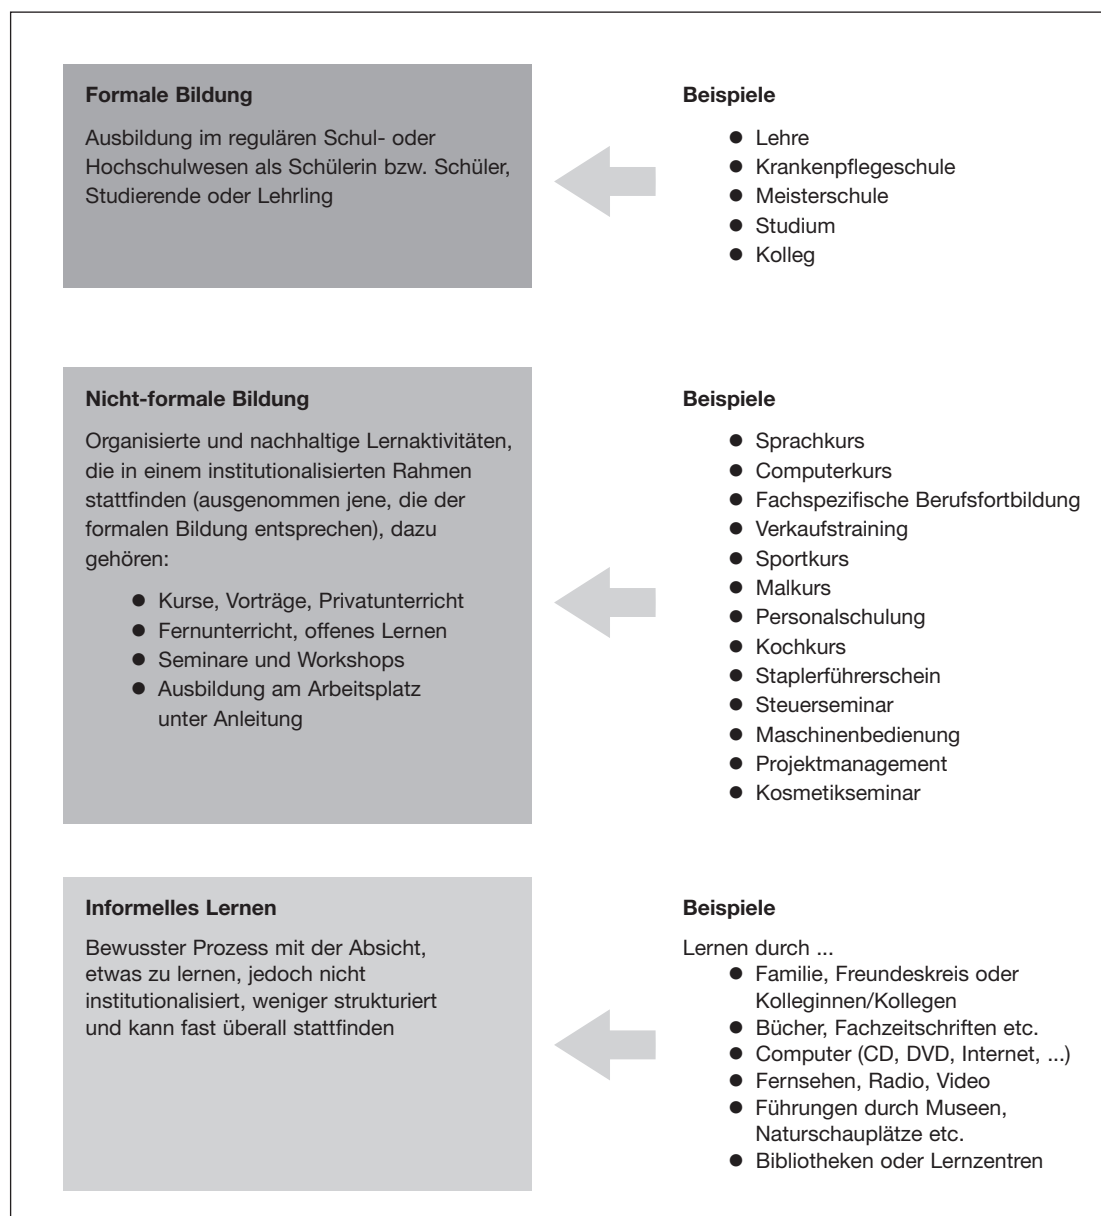 Formale Bildung
Ausbildung im regulären Schul- oder
Hochschulwesen als Schülerin bzw. Schüler,
Studierende oder Lehrling
Beispiele
● Lehre
● Krankenpflegeschule
● Meisterschule
● Studium
● Kolleg
Nicht-formale Bildung
Organisierte und nachhaltige Lernaktivitäten,
die in einem institutionalisierten Rahmen
stattfinden (ausgenommen jene, die der
formalen Bildung entsprechen), dazu
gehören:
● Kurse, Vorträge, Privatunterricht
● Fernunterricht, offenes Lernen
● Seminare und Workshops
● Ausbildung am Arbeitsplatz
unter Anleitung
Beispiele
● Sprachkurs
● Computerkurs
● Fachspezifische Berufsfortbildung
● Verkaufstraining
● Sportkurs
● Malkurs
● Personalschulung
● Kochkurs
● Staplerführerschein
● Steuerseminar
● Maschinenbedienung
● Projektmanagement
● Kosmetikseminar
Informelles Lernen
Bewusster Prozess mit der Absicht,
etwas zu lernen, jedoch nicht
institutionalisiert, weniger strukturiert
und kann fast überall stattfinden
Beispiele
Lernen durch ...
● Familie, Freundeskreis oder
Kolleginnen/Kollegen
● Bücher, Fachzeitschriften etc.
● Computer (CD, DVD, Internet, ...)
● Fernsehen, Radio, Video
● Führungen durch Museen,
Naturschauplätze etc.
● Bibliotheken oder Lernzentren